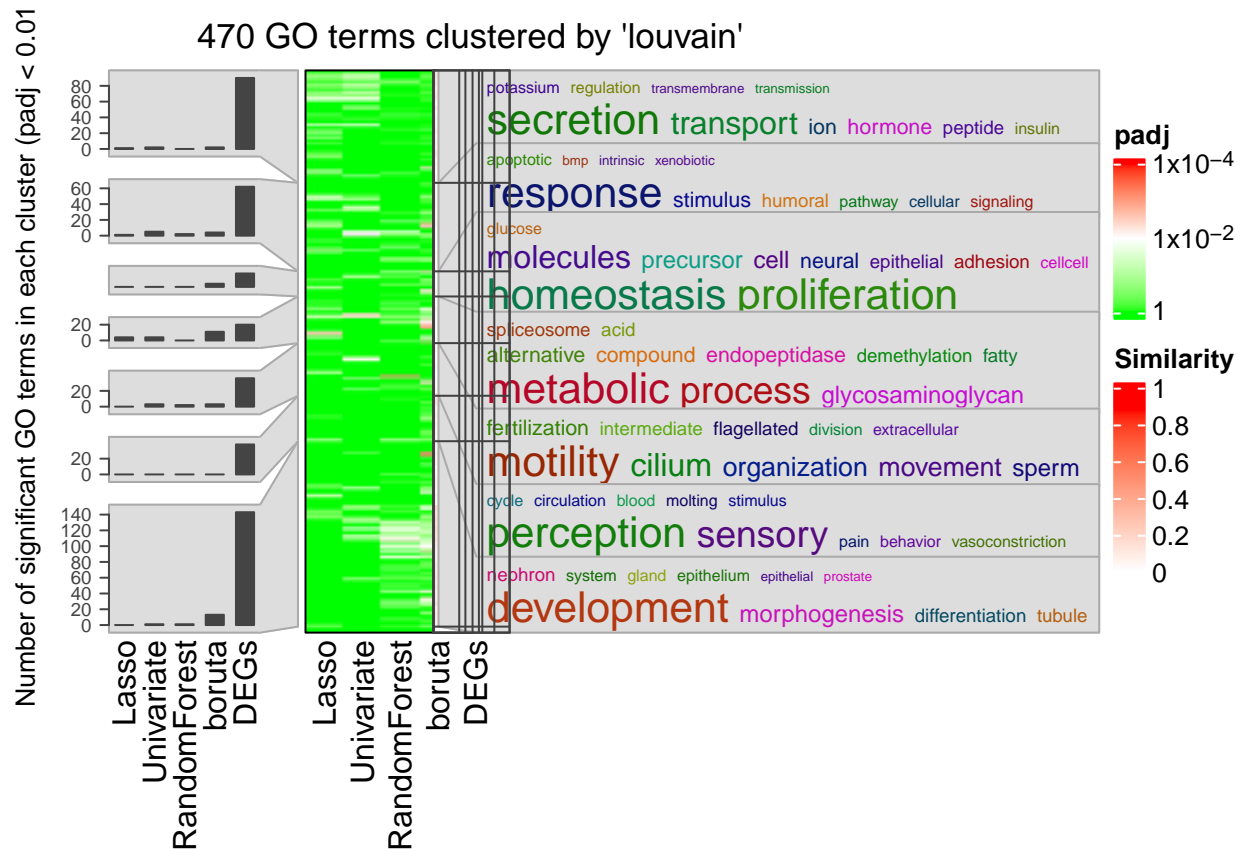 470 GO terms clustered by 'louvain'
Number of significant GO terms in each cluster (padj < 0.01
80
60
40
20
0
60
40
20
0
20
0
20
0
20
0
140
120
100
80
60
40
20
0
Lasso
Univariate
RandomForest
boruta
DEGs
Lasso
Univariate
RandomForest
boruta
DEGs
potassium regulation transmembrane transmission
secretion transport ion hormone peptide insulin
apoptotic bmp intrinsic xenobiotic
response stimulus humoral pathway cellular signaling
glucose
molecules precursor cell neural epithelial adhesion cellcell
homeostasis proliferation
spliceosome acid
alternative compound endopeptidase demethylation fatty
metabolic process glycosaminoglycan
fertilization intermediate flagellated division extracellular
motility cilium organization movement sperm
cycle circulation blood molting stimulus
perception sensory pain behavior vasoconstriction
nephron system gland epithelium epithelial prostate
development morphogenesis differentiation tubule
padj
1x10−4
1x10−2
1
Similarity
1
0.8
0.6
0.4
0.2
0